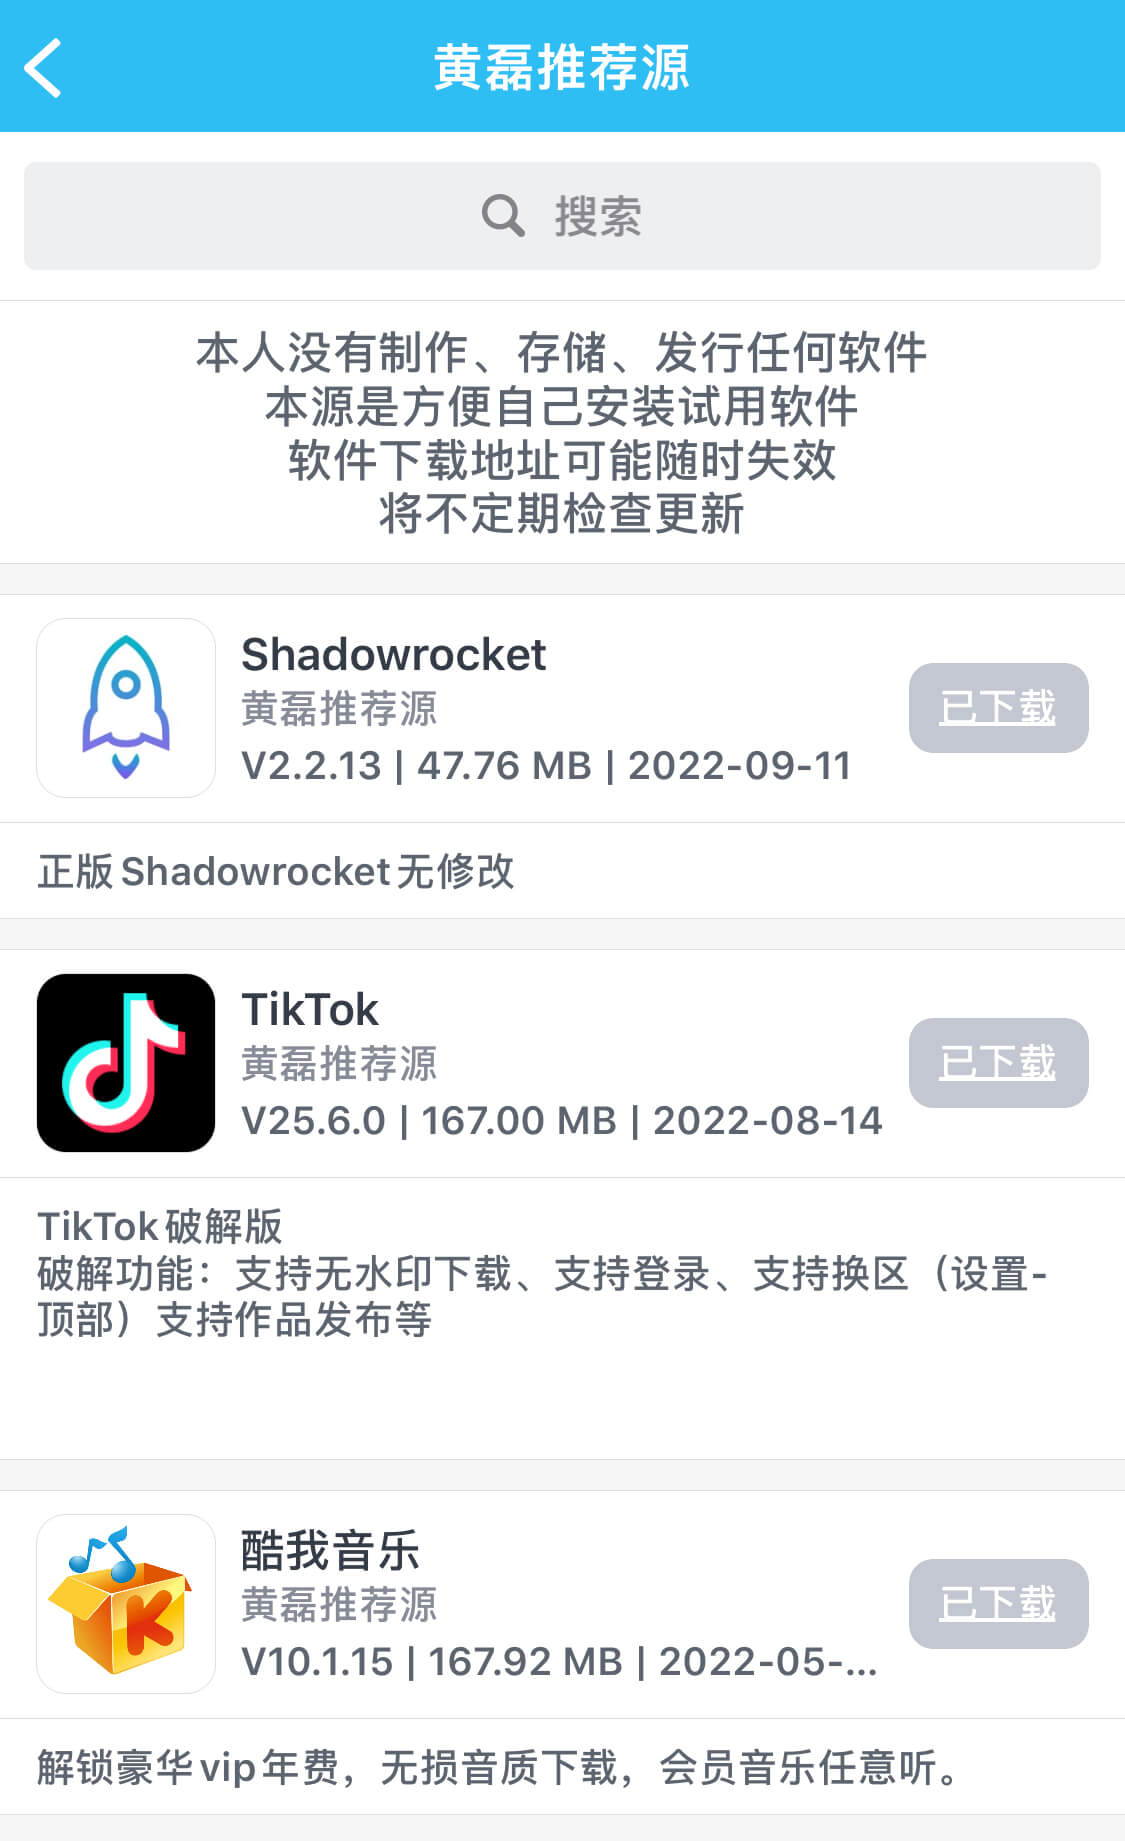 黄磊推荐源
搜索
本人没有制作、存储、发行任何软件
本源是方便自己安装试用软件
软件下载地址可能随时失效
将不定期检查更新
Shadowrocket
黄磊推荐源
已下载
V2.2.13 | 47.76 MB | 2022-09-11
正版Shadowrocket无修改
TikTok
黄磊推荐源
已下载
V25.6.0 | 167.00 MB | 2022-08-14
TikTok破解版
破解功能：支持无水印下载、支持登录、支持换区（设置-
顶部）支持作品发布等
酷我音乐
黄磊推荐源
已下载
V10.1.15 | 167.92 MB | 2022-05-...
解锁豪华vip年费，无损音质下载，会员音乐任意听。